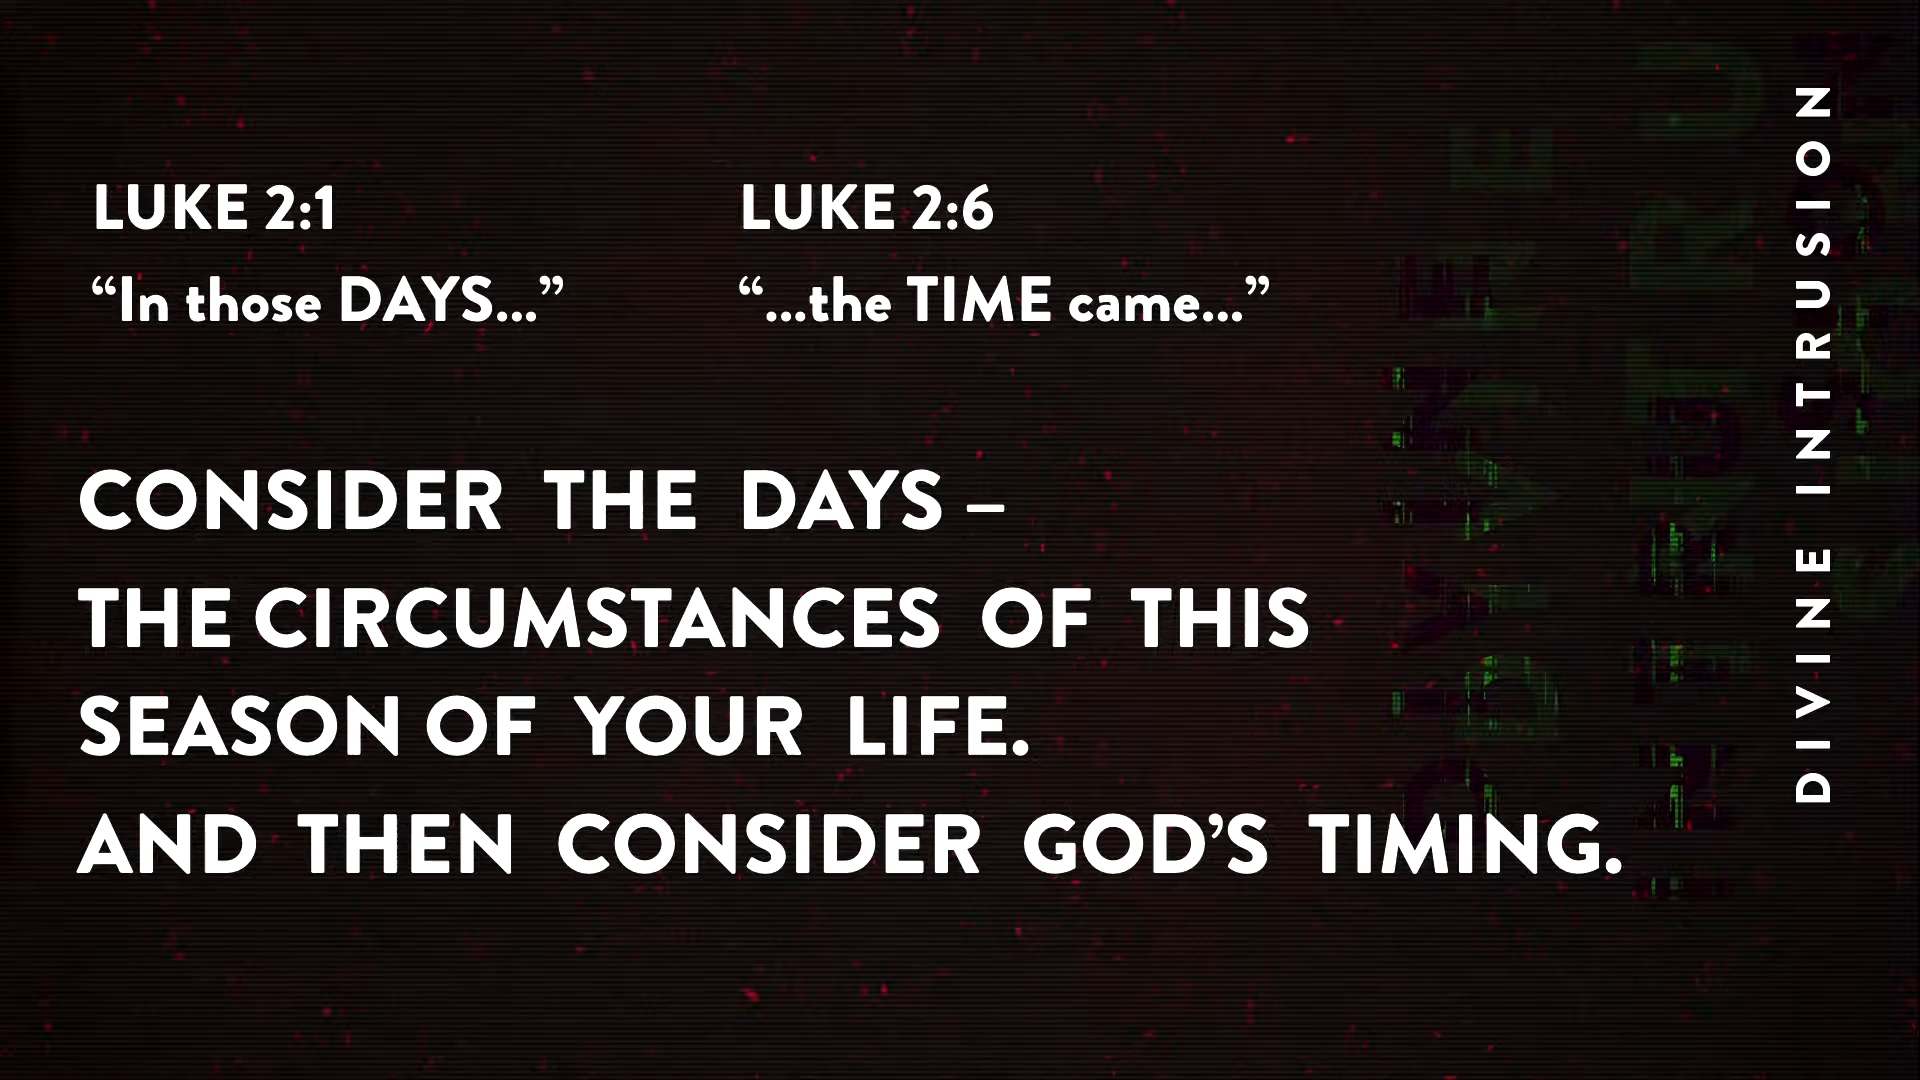 LUKE 2:1
“In those DAYS...”
LUKE 2:6
“...the TIME came...”
CONSIDER THE DAYS –
THE CIRCUMSTANCES OF THIS
SEASON OF YOUR LIFE.
AND THEN CONSIDER GOD’S TIMING.
DIVINE INTRUSION